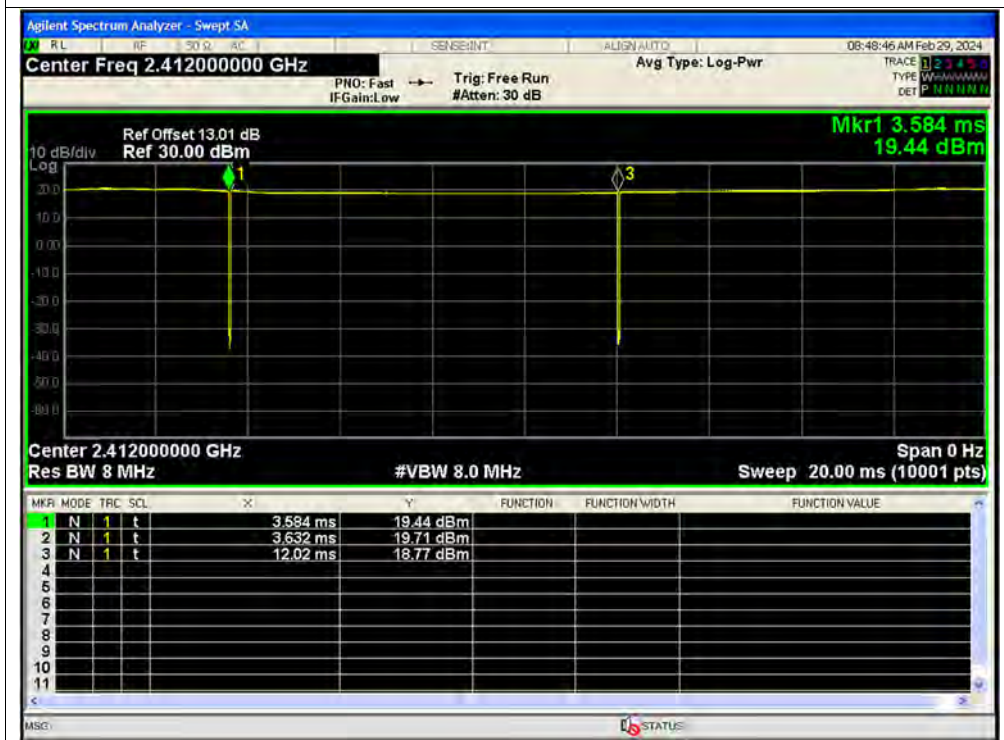 Agilent Spectrum Analyzer - Swept SA
RL RF 50 Ω AC SENSE:INT ALIGN AUTO 08:48:46 AM Feb 29, 2024
Center Freq 2.412000000 GHz Avg Type: Log-Pwr TRACE 1 2 3 4 5 6
PNO: Fast Trig: Free Run TYPE W
IFGain:Low #Atten: 30 dB DET P N N N N N
Mkr1 3.584 ms
Ref Offset 13.01 dB
10 dB/div Ref 30.00 dBm 19.44 dBm
Log
1 3
20.0
10.0
0.00
-10.0
-20.0
-30.0
-40.0
-50.0
-60.0
Center 2.412000000 GHz Span 0 Hz
Res BW 8 MHz #VBW 8.0 MHz Sweep 20.00 ms (10001 pts)
MKR MODE TRC SCL X Y FUNCTION FUNCTION WIDTH FUNCTION VALUE
1 N 1 t 3.584 ms 19.44 dBm
2 N 1 t 3.632 ms 19.71 dBm
3 N 1 t 12.02 ms 18.77 dBm
4
5
6
7
8
9
10
11
MSG STATUS